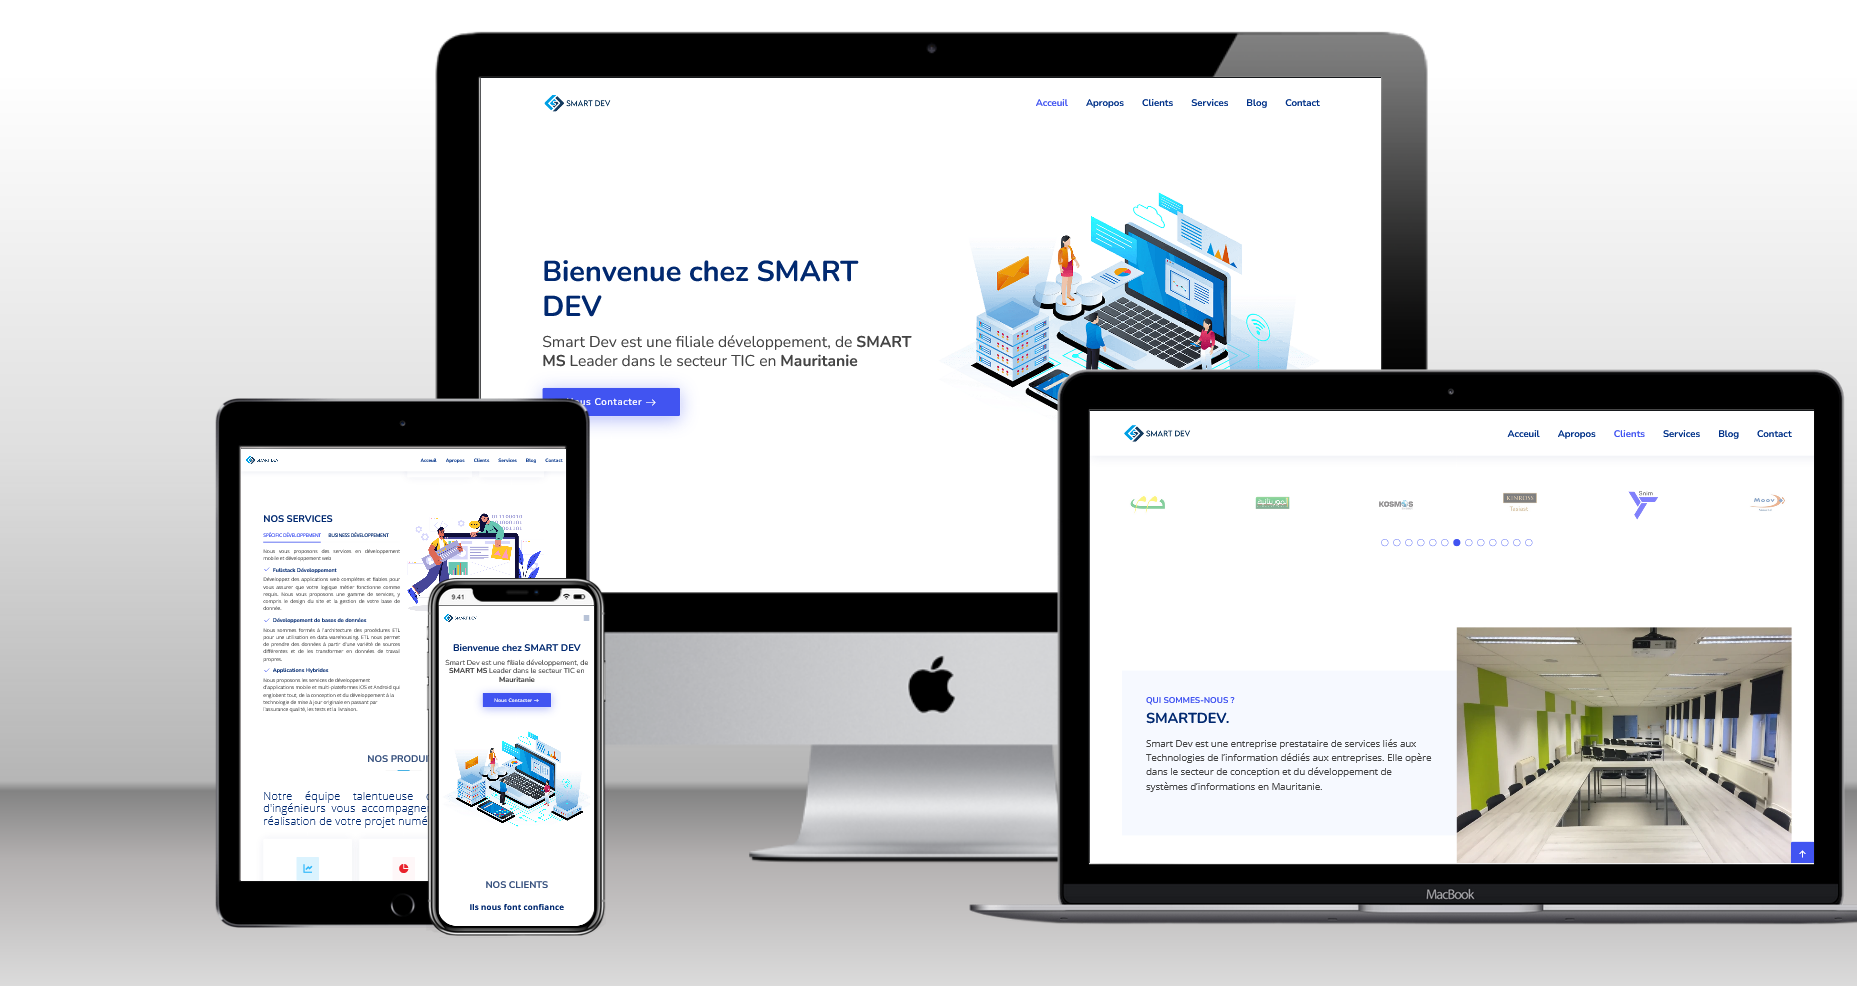 SMART DEV
Acceuil Apropos Clients Services Blog Contact
Bienvenue chez SMART
DEV
Smart Dev est une filiale développement, de SMART
MS Leader dans le secteur TIC en Mauritanie
Contacter →
SMART DEV
Acceuil Apropos Clients Services Blog Contact
NOS SERVICES
SPÉCIFIC DÉVELOPPEMENT BUSINESS DÉVELOPPEMENT
Nous vous proposons des services en développement
mobile et développement web
Fullstack Développement
Développez des applications web complètes et fiables pour
vous assurer que votre logique métier fonctionne comme
requis. Nous vous proposons une gamme de services, y
compris le design du site et la gestion de votre base de
donnée.
Développement de bases de données
Nous sommes formés à l'architecture des procédures ETL
pour une utilisation en data warehousing. ETL nous permet
de prendre des données à partir d'une variété de sources
différentes et de les transformer en données de travail
propres.
Applications Hybrides
Nous proposons les services de développement
d'applications mobile et multi-plateformes iOS et Android qui
englobent tout, de la conception et du développement à la
technologie de mise à jour originale en passant par
l'assurance qualité, les tests et la livraison.
NOS PRODUI
Notre équipe talentueuse
d'ingénieurs vous accompagne
réalisation de votre projet numé
9:41
SMART DEV
Bienvenue chez SMART DEV
Smart Dev est une filiale développement, de
SMART MS Leader dans le secteur TIC en
Mauritanie
Nous Contacter →
NOS CLIENTS
Ils nous font confiance
SMART DEV
Acceuil Apropos Clients Services Blog Contact
KOSMOS
KINROSS
Tasiast
Snim
Moov
QUI SOMMES-NOUS ?
SMARTDEV.
Smart Dev est une entreprise prestataire de services liés aux
Technologies de l'information dédiés aux entreprises. Elle opère
dans le secteur de conception et du développement de
systèmes d'informations en Mauritanie.
MacBook